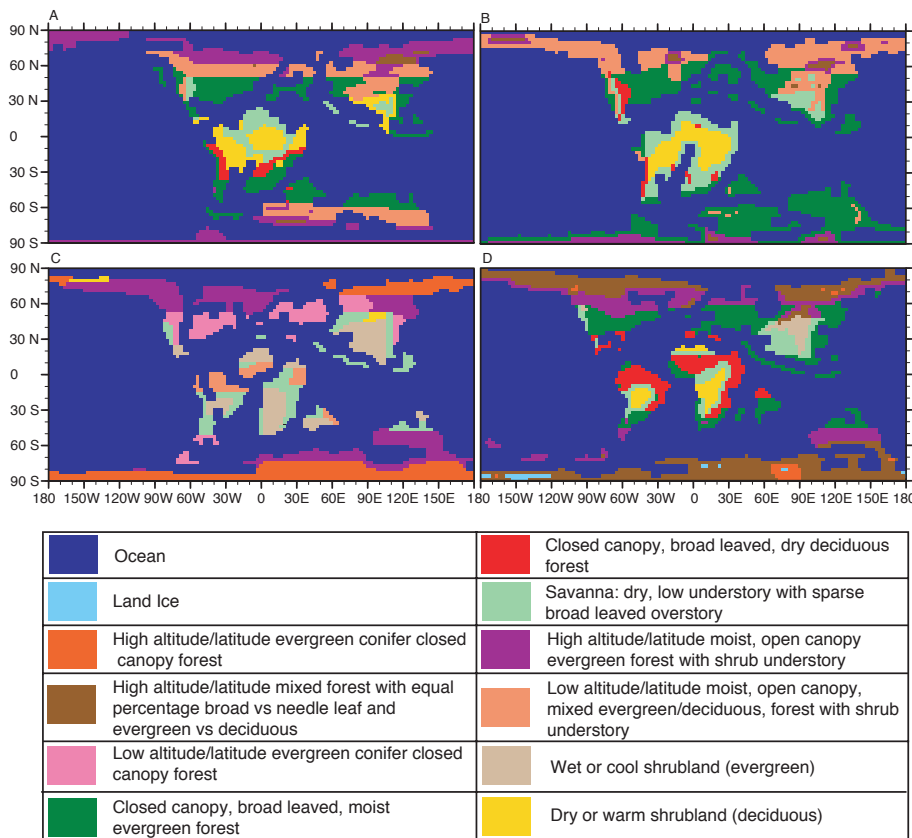 A
B
90 N
60 N
30 N
0
30 S
60 S
90 S
C
D
90 N
60 N
30 N
0
30 S
60 S
90 S
180 150W 120W 90W 60W 30W 0 30E 60E 90E 120E 150E 180
150W 120W 90W 60W 30W 0 30E 60E 90E 120E 150E 180
Ocean
Closed canopy, broad leaved, dry deciduous
forest
Land Ice
Savanna: dry, low understory with sparse
broad leaved overstory
High altitude/latitude evergreen conifer closed
canopy forest
High altitude/latitude moist, open canopy
evergreen forest with shrub understory
High altitude/latitude mixed forest with equal
percentage broad vs needle leaf and
evergreen vs deciduous
Low altitude/latitude moist, open canopy,
mixed evergreen/deciduous, forest with shrub
understory
Low altitude/latitude evergreen conifer closed
canopy forest
Wet or cool shrubland (evergreen)
Closed canopy, broad leaved, moist
evergreen forest
Dry or warm shrubland (deciduous)